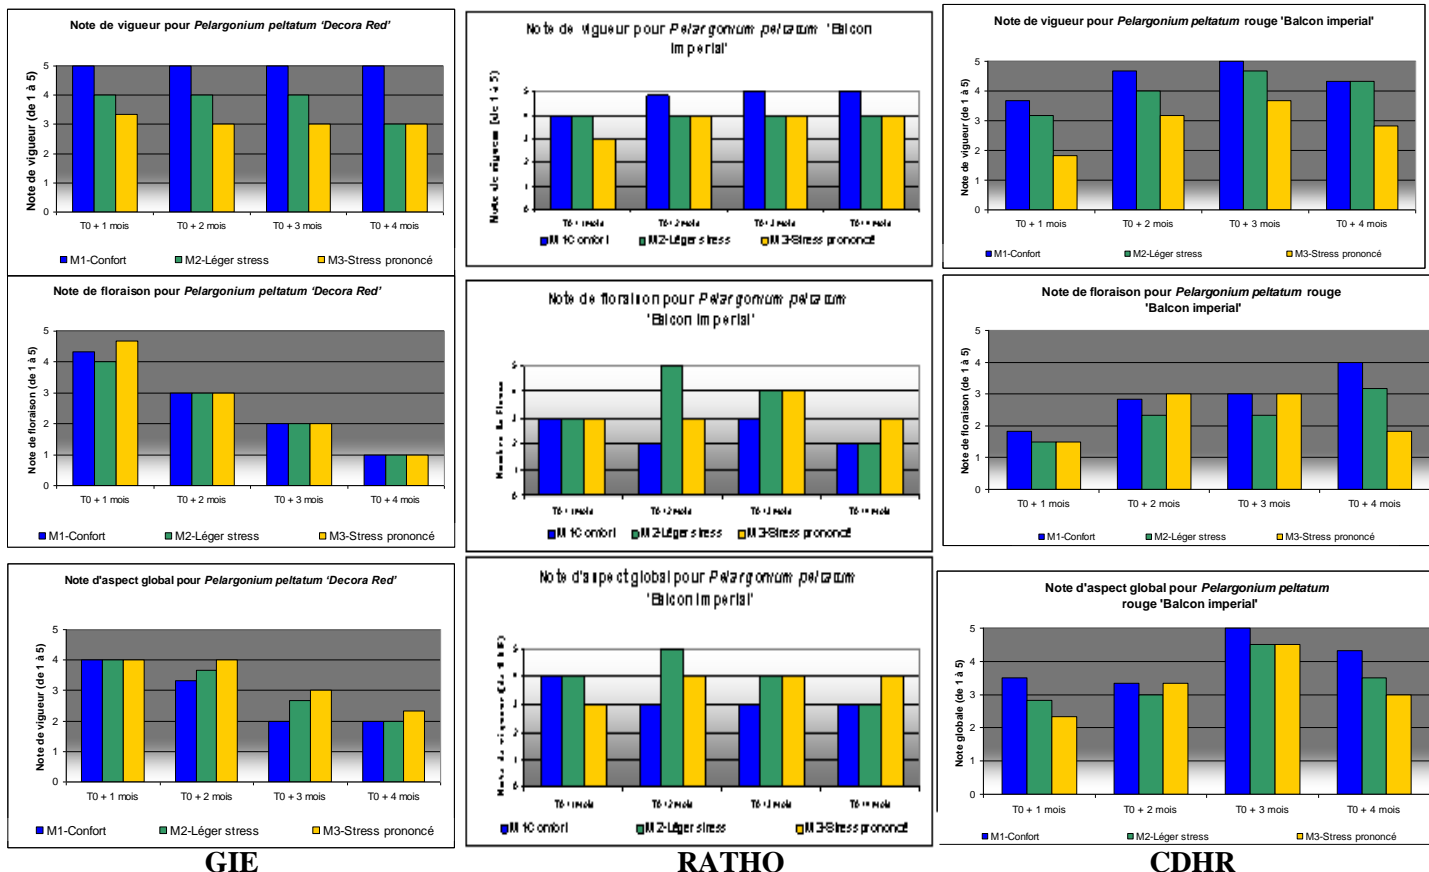 Note de vigueur pour Pelargonium peltatum ‘Decora Red’
Note de vigueur (de 1 à 5)
5
4
3
2
1
0
T0 + 1 mois
T0 + 2 mois
T0 + 3 mois
T0 + 4 mois
M1-Confort
M2-Léger stress
M3-Stress prononcé
Note de vigueur pour Pelargonium peltatum 'Balcon
imperial'
Note de vigueur (de 1 à 5)
M1-Confort
M2-Léger stress
M3-Stress prononcé
Note de vigueur pour Pelargonium peltatum rouge 'Balcon imperial'
Note de vigueur (de 1 à 5)
5
4
3
2
1
0
T0 + 1 mois
T0 + 2 mois
T0 + 3 mois
T0 + 4 mois
M1-Confort
M2-Léger stress
M3-Stress prononcé
Note de floraison pour Pelargonium peltatum ‘Decora Red’
Note de floraison (de 1 à 5)
5
4
3
2
1
0
T0 + 1 mois
T0 + 2 mois
T0 + 3 mois
T0 + 4 mois
M1-Confort
M2-Léger stress
M3-Stress prononcé
Note de floraison pour Pelargonium peltatum
'Balcon imperial'
M1-Confort
M2-Léger stress
M3-Stress prononcé
Note de floraison pour Pelargonium peltatum rouge
'Balcon imperial'
Note de floraison (de 1 à 5)
5
4
3
2
1
0
T0 + 1 mois
T0 + 2 mois
T0 + 3 mois
T0 + 4 mois
M1-Confort
M2-Léger stress
M3-Stress prononcé
Note d'aspect global pour Pelargonium peltatum ‘Decora Red’
Note de vigueur (de 1 à 5)
5
4
3
2
1
0
T0 + 1 mois
T0 + 2 mois
T0 + 3 mois
T0 + 4 mois
M1-Confort
M2-Léger stress
M3-Stress prononcé
Note d'aspect global pour Pelargonium peltatum
'Balcon imperial'
Note de vigueur (de 1 à 5)
M1-Confort
M2-Léger stress
M3-Stress prononcé
Note d'aspect global pour Pelargonium peltatum
rouge 'Balcon imperial'
Note globale (de 1 à 5)
5
4
3
2
1
0
T0 + 1 mois
T0 + 2 mois
T0 + 3 mois
T0 + 4 mois
M1-Confort
M2-Léger stress
M3-Stress prononcé
GIE
RATHO
CDHR